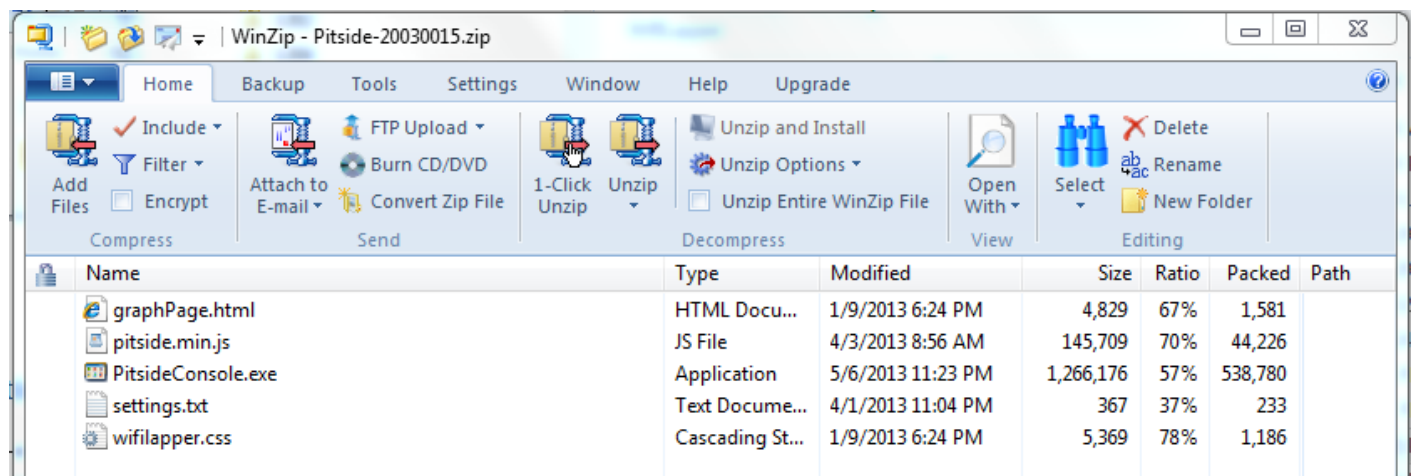 WinZip - Pitside-20030015.zip
Home Backup Tools Settings Window Help Upgrade
Add Files
Include
Filter
Encrypt
Compress
Attach to E-mail
FTP Upload
Burn CD/DVD
Convert Zip File
Send
1-Click Unzip
Unzip
Unzip and Install
Unzip Options
Unzip Entire WinZip File
Decompress
Open With
View
Select
Delete
Rename
New Folder
Editing
Name Type Modified Size Ratio Packed Path
graphPage.html HTML Docu... 1/9/2013 6:24 PM 4,829 67% 1,581
pitside.min.js JS File 4/3/2013 8:56 AM 145,709 70% 44,226
PitsideConsole.exe Application 5/6/2013 11:23 PM 1,266,176 57% 538,780
settings.txt Text Docume... 4/1/2013 11:04 PM 367 37% 233
wifilapper.css Cascading St... 1/9/2013 6:24 PM 5,369 78% 1,186